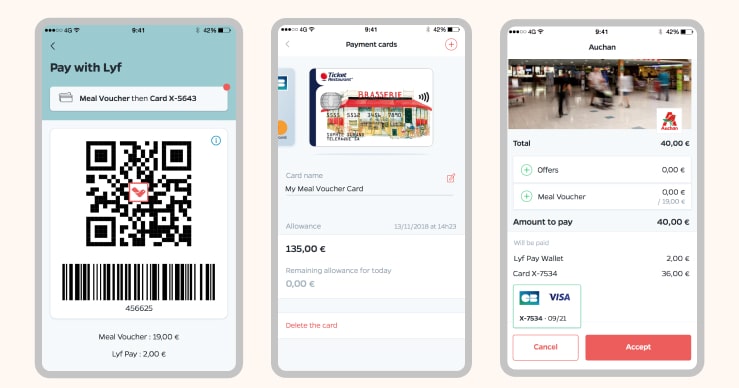 4G 9:41 42%
Pay with Lyf
Meal Voucher then Card X-5643
456625
Meal Voucher : 19,00 €
Lyf Pay : 2,00 €
4G 9:41 42%
Payment cards
Ticket
Restaurant
BRASSERIE
5555 5512 3456 7890
Card name
My Meal Voucher Card
Allowance 13/11/2018 at 14h23
135,00 €
Remaining allowance for today
0,00 €
Delete the card
4G 9:41 42%
Auchan
Auchan
Total 40,00 €
Offers 0,00 €
Meal Voucher 0,00 €
/ 19,00 €
Amount to pay 40,00 €
Will be paid
Lyf Pay Wallet 2,00 €
Card X-7534 36,00 €
CB VISA
X-7534 · 09/21
Cancel Accept